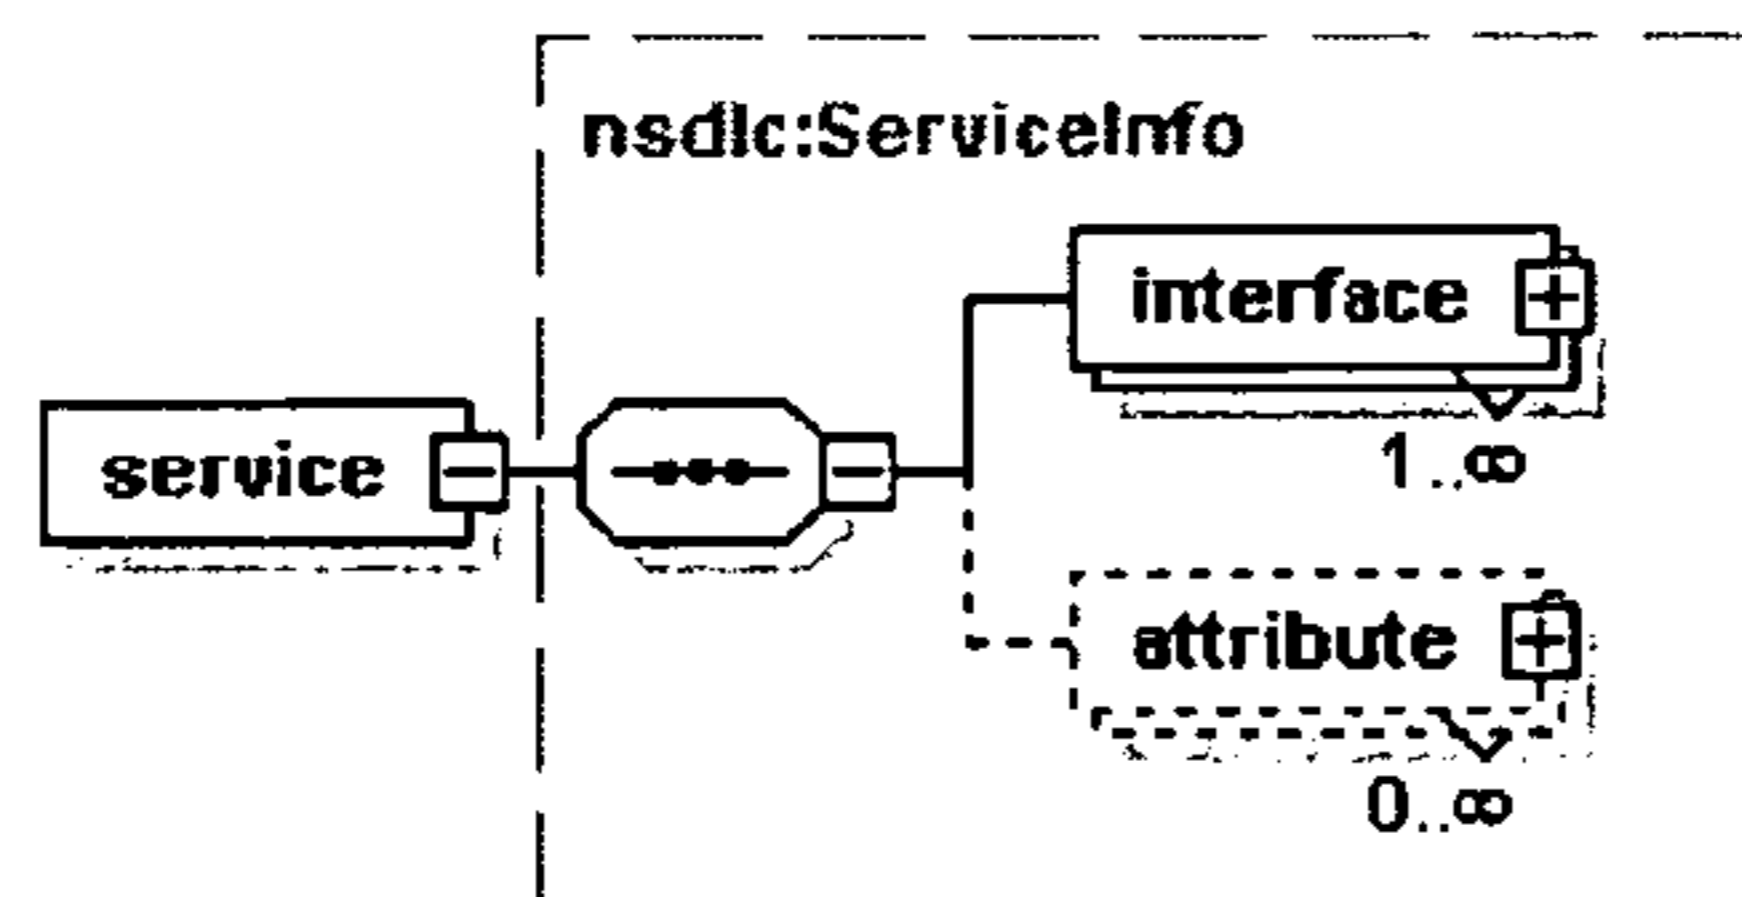 nsdlc:ServiceInfo
interface
1..∞
service
attribute
0..∞